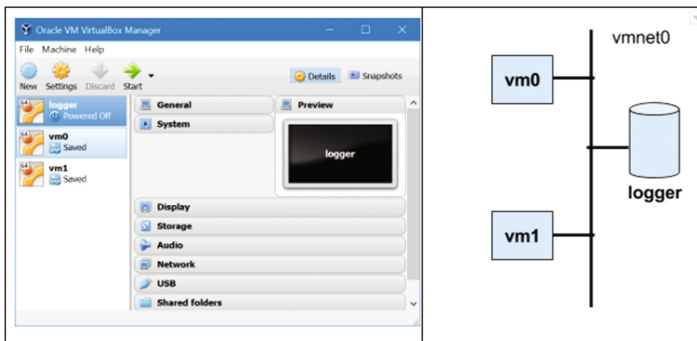 Oracle VM VirtualBox Manager
File Machine Help
New Settings Discard Start
Details Snapshots
logger
Powered Off
vm0
Saved
vm1
Saved
General
System
Preview
logger
Display
Storage
Audio
Network
USB
Shared folders
vmnet0
vm0
logger
vm1